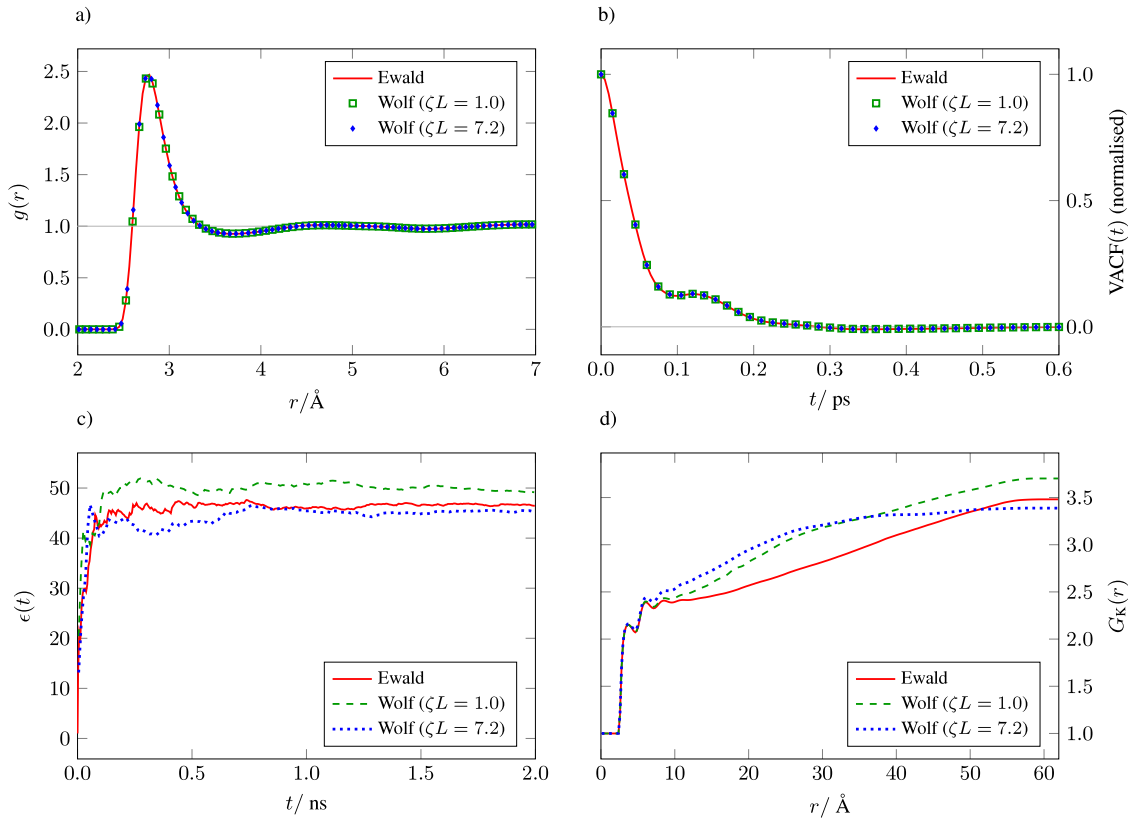 a)
2.5
2.0
1.5
1.0
0.5
0.0
g(r)
2 3 4 5 6 7
r/Å
Ewald
Wolf (ζL = 1.0)
Wolf (ζL = 7.2)
b)
1.0
0.5
0.0
VACF(t) (normalised)
0.0 0.1 0.2 0.3 0.4 0.5 0.6
t/ ps
Ewald
Wolf (ζL = 1.0)
Wolf (ζL = 7.2)
c)
50
40
30
20
10
0
ϵ(t)
0.0 0.5 1.0 1.5 2.0
t/ ns
Ewald
Wolf (ζL = 1.0)
Wolf (ζL = 7.2)
d)
3.5
3.0
2.5
2.0
1.5
1.0
G_K(r)
0 10 20 30 40 50 60
r/ Å
Ewald
Wolf (ζL = 1.0)
Wolf (ζL = 7.2)